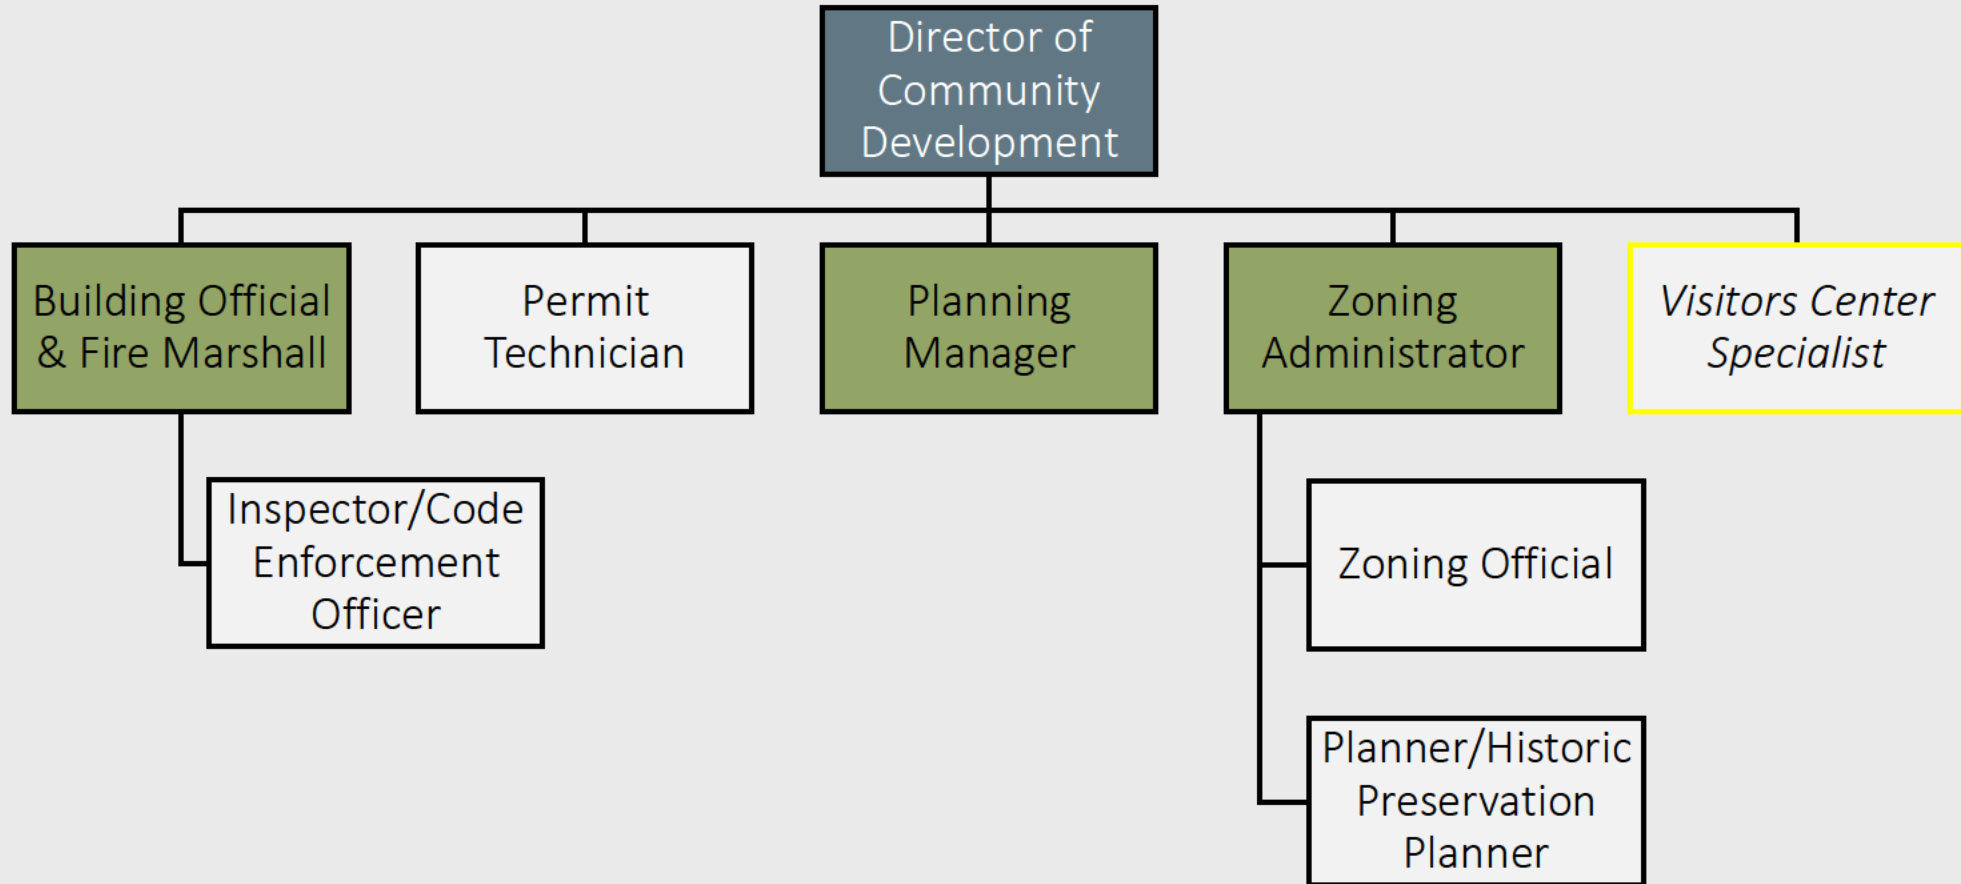 Director of
Community
Development
Building Official
& Fire Marshall
Permit
Technician
Planning
Manager
Zoning
Administrator
Visitors Center
Specialist
Inspector/Code
Enforcement
Officer
Zoning Official
Planner/Historic
Preservation
Planner